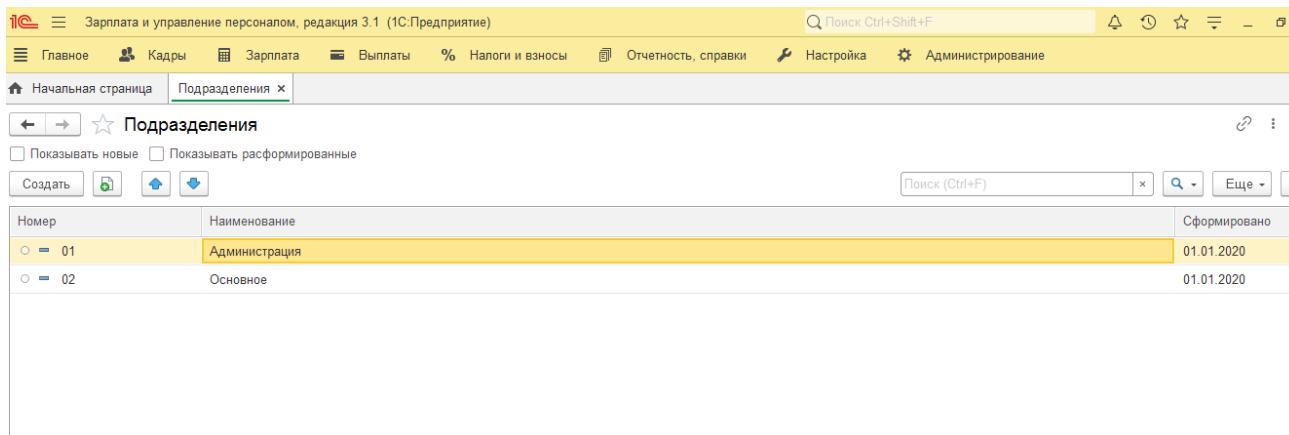 1С Зарплата и управление персоналом, редакция 3.1 (1С:Предприятие) Поиск Ctrl+Shift+F
Главное Кадры Зарплата Выплаты % Налоги и взносы Отчетность, справки Настройка Администрирование
Начальная страница Подразделения ×
Подразделения
Показывать новые Показывать расформированные
Создать Поиск (Ctrl+F) × Еще
Номер Наименование Сформировано
01 Администрация 01.01.2020
02 Основное 01.01.2020